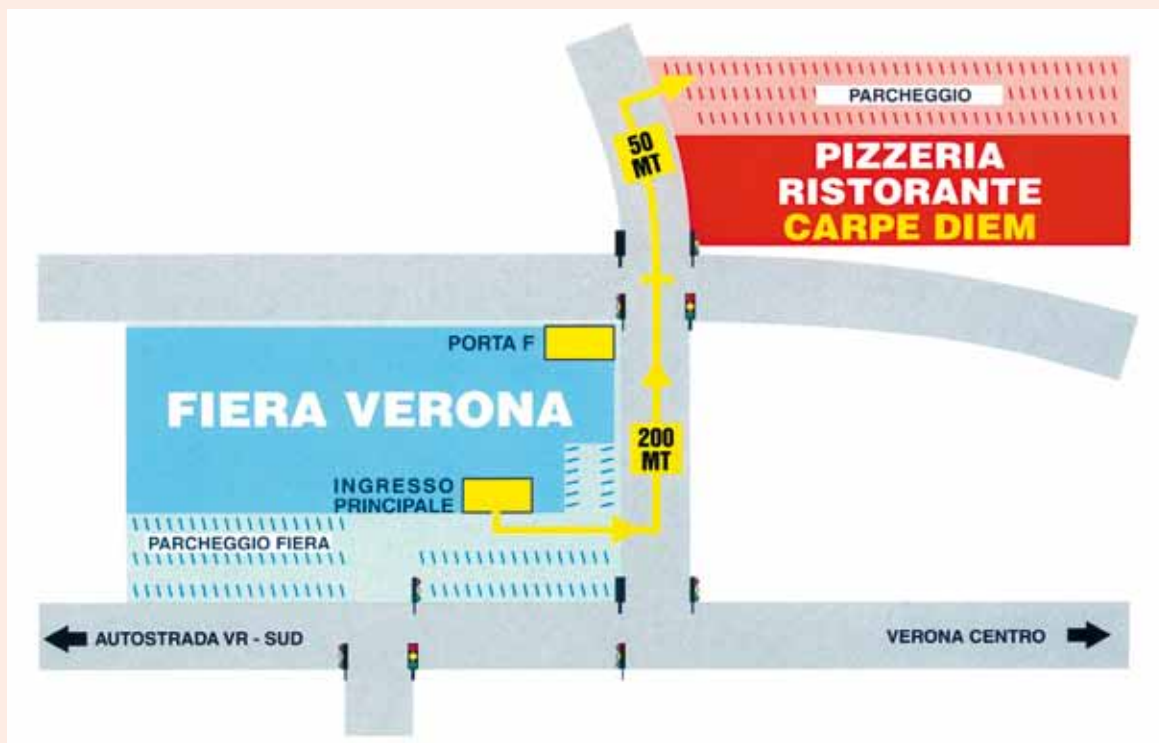 PARCHEGGIO
50
MT
PIZZERIA
RISTORANTE
CARPE DIEM
PORTA F
FIERA VERONA
200
MT
INGRESSO
PRINCIPALE
PARCHEGGIO FIERA
AUTOSTRADA VR - SUD
VERONA CENTRO